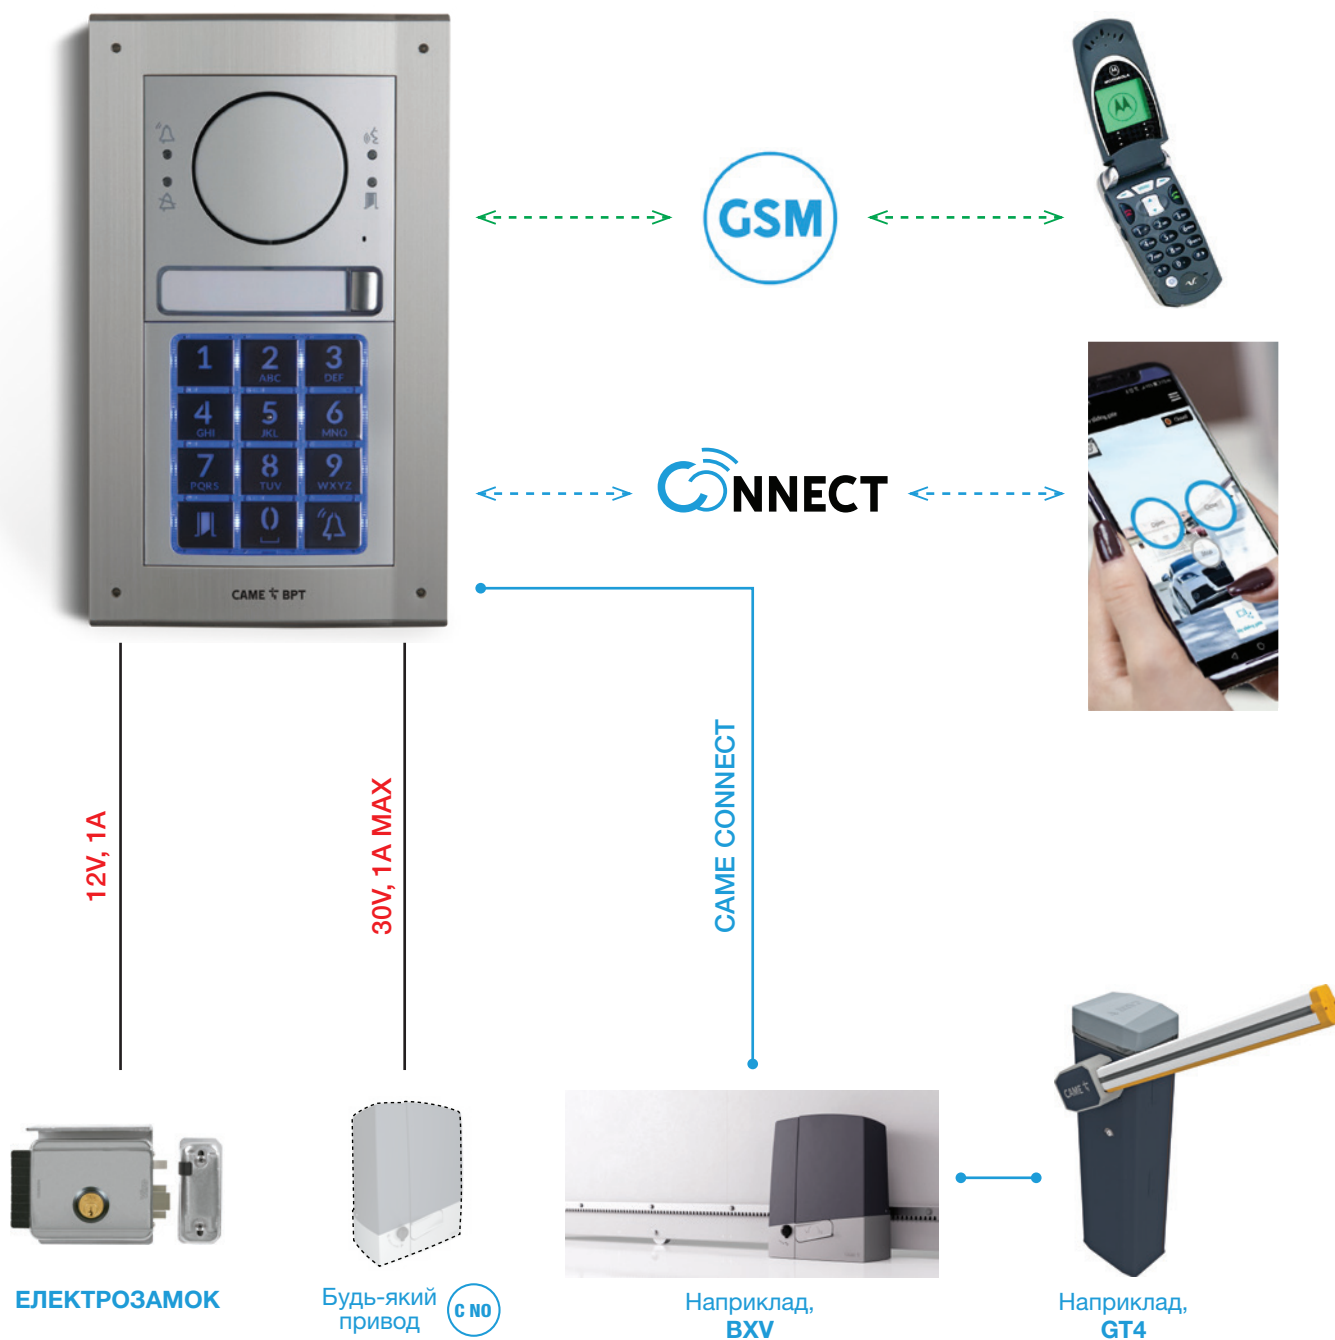 GSM
MOTOROLA
1
2
ABC
3
DEF
4
GHI
5
JKL
6
MNO
7
PQRS
8
TUV
9
WXYZ
0
CAME BPT
CONNECT
12V, 1A
30V, 1A MAX
CAME CONNECT
CAME
ЕЛЕКТРОЗАМОК
Будь-який
привод
C NO
Наприклад,
BXV
Наприклад,
GT4